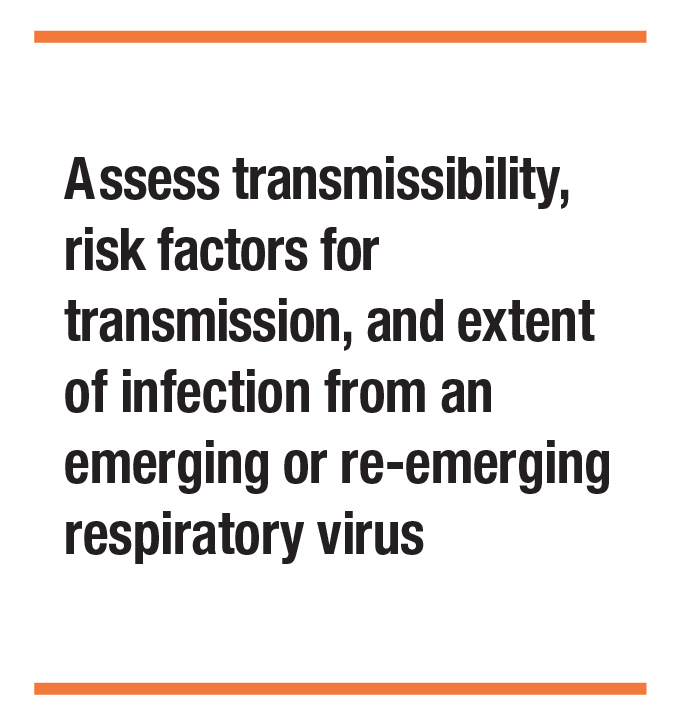 Assess transmissibility,
risk factors for
transmission, and extent
of infection from an
emerging or re-emerging
respiratory virus